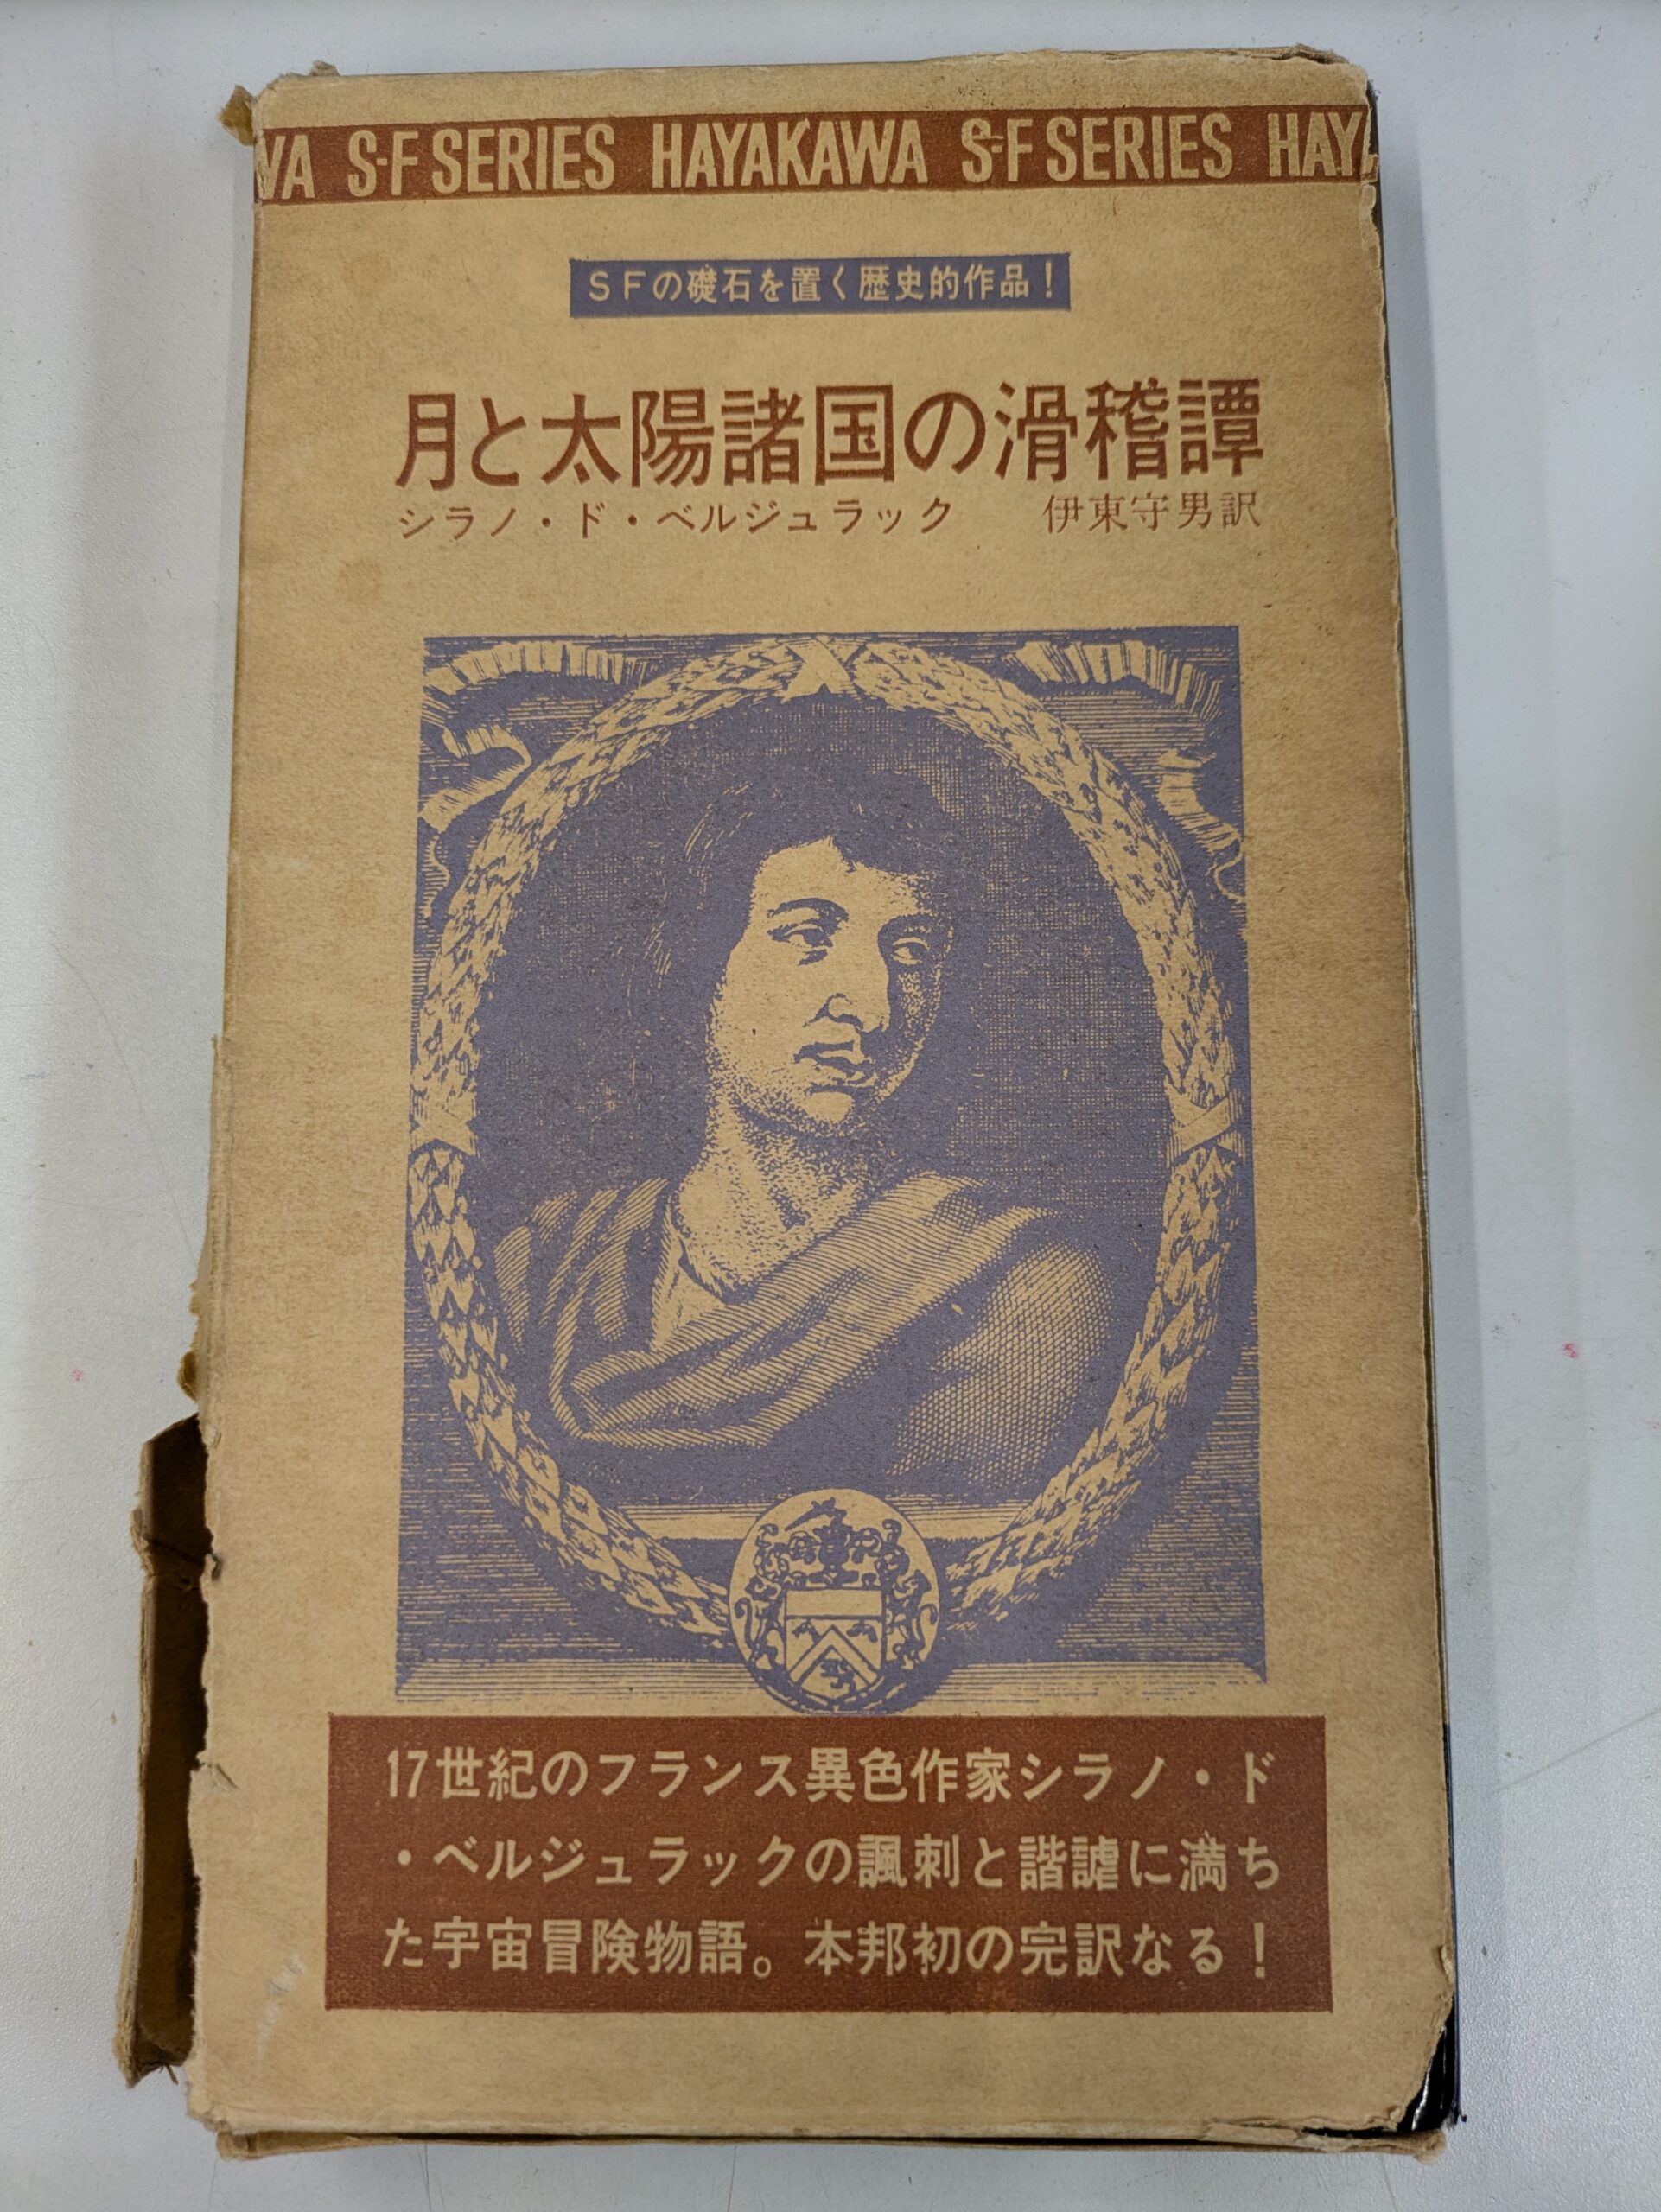 WA S-F SERIES HAYAKAWA S-F SERIES HAYA
SFの礎石を置く歴史的作品!
月と太陽諸国の滑稽譚
シラノ・ド・ベルジュラック 伊東守男訳
17世紀のフランス異色作家シラノ・ド
・ベルジュラックの諷刺と諧謔に満ち
た宇宙冒険物語。本邦初の完訳なる!